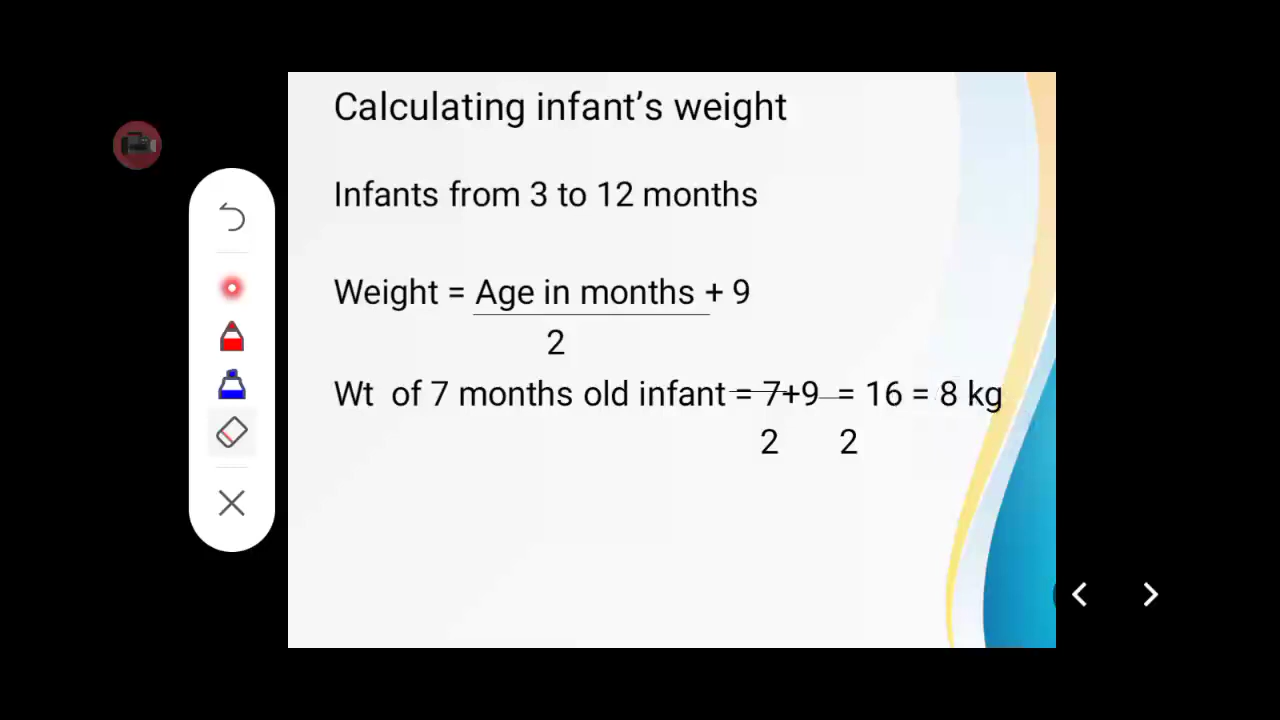 Calculating infant’s weight
Infants from 3 to 12 months
Weight = Age in months + 9
2
Wt of 7 months old infant = 7+9 = 16 = 8 kg
2 2